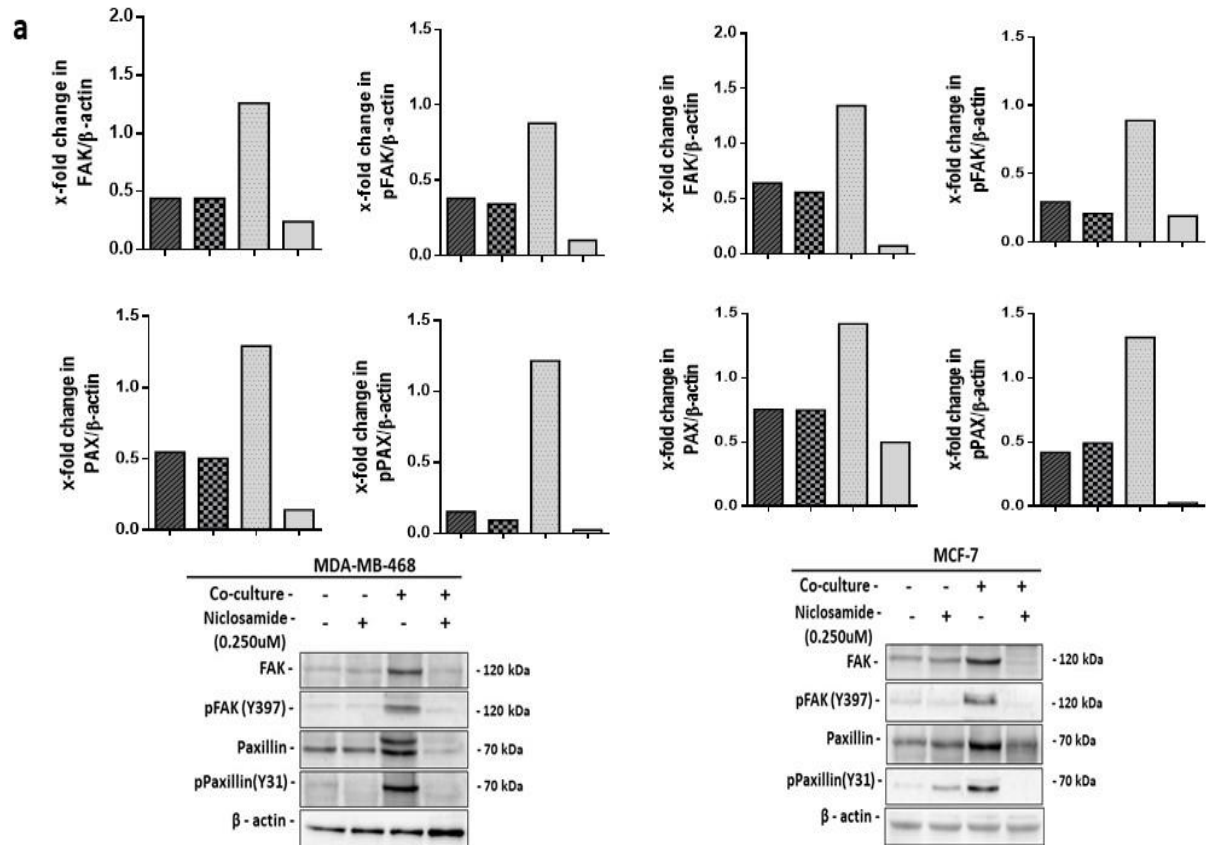 a
x-fold change in
FAK/β-actin
2.0
1.5
1.0
0.5
0.0
x-fold change in
pFAK/β-actin
1.5
1.0
0.5
0.0
x-fold change in
FAK/β-actin
2.0
1.5
1.0
0.5
0.0
x-fold change in
pFAK/β-actin
1.5
1.0
0.5
0.0
x-fold change in
PAX/β-actin
1.5
1.0
0.5
0.0
x-fold change in
pPAX/β-actin
1.5
1.0
0.5
0.0
x-fold change in
PAX/β-actin
1.5
1.0
0.5
0.0
x-fold change in
pPAX/β-actin
1.5
1.0
0.5
0.0
MDA-MB-468
Co-culture - - - + +
Niclosamide - - + - +
(0.250uM)
FAK - - 120 kDa
pFAK (Y397) - 120 kDa
Paxillin - - 70 kDa
pPaxillin(Y31) - - 70 kDa
β - actin -
MCF-7
Co-culture - - - + +
Niclosamide - - + - +
(0.250uM)
FAK - - 120 kDa
pFAK (Y397) - - 120 kDa
Paxillin - - 70 kDa
pPaxillin(Y31) - - 70 kDa
β - actin -